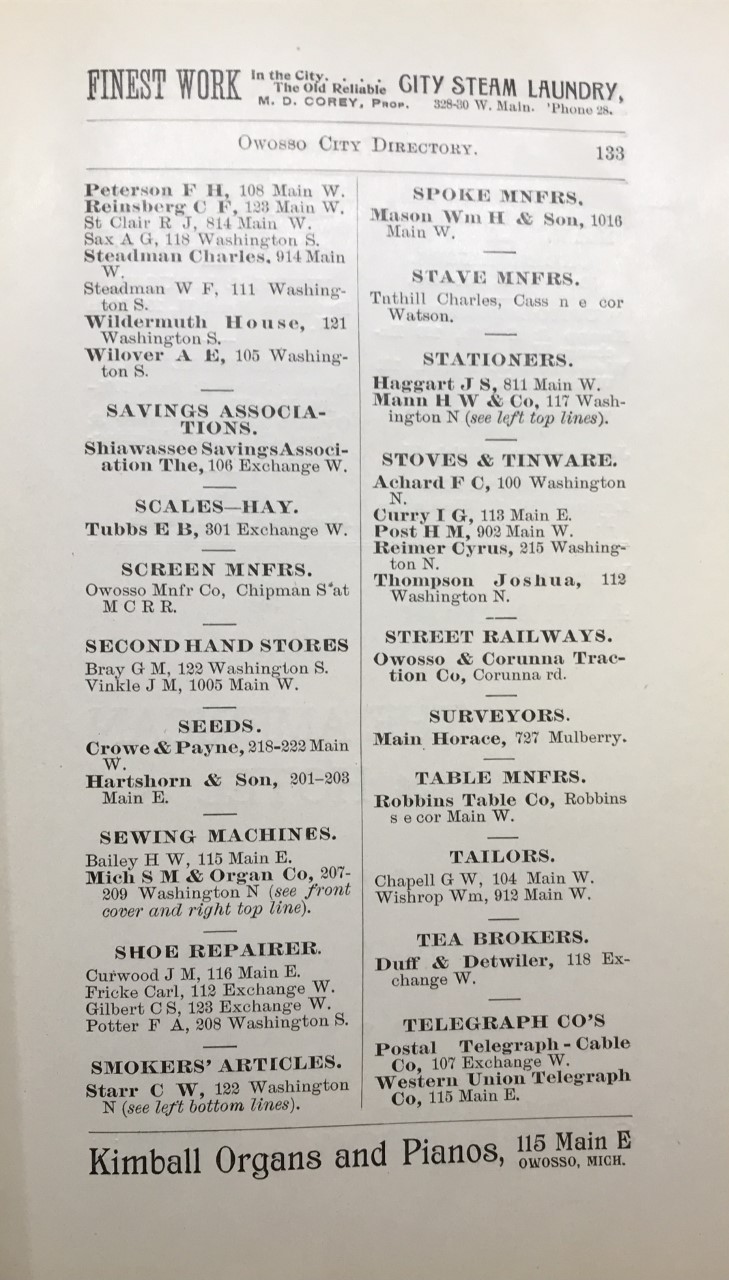 FINEST WORK In the City. . . . . The Old Reliable CITY STEAM LAUNDRY,
M. D. COREY, PROP. 328-30 W. Main. 'Phone 28.
OWOSSO CITY DIRECTORY. 133
Peterson F H, 108 Main W.
Reinsberg C F, 123 Main W.
St Clair R J, 814 Main W.
Sax A G, 118 Washington S.
Steadman Charles, 914 Main
W.
Steadman W F, 111 Washing-
ton S.
Wildermuth House, 121
Washington S.
Wilover A E, 105 Washing-
ton S.
SAVINGS ASSOCIA-
TIONS.
Shiawassee Savings Associ-
ation The, 106 Exchange W.
SCALES—HAY.
Tubbs E B, 301 Exchange W.
SCREEN MNFRS.
Owosso Mnfr Co, Chipman S at
M C R R.
SECOND HAND STORES
Bray G M, 122 Washington S.
Vinkle J M, 1005 Main W.
SEEDS.
Crowe & Payne, 218-222 Main
W.
Hartshorn & Son, 201-203
Main E.
SEWING MACHINES.
Bailey H W, 115 Main E.
Mich S M & Organ Co, 207-
209 Washington N (see front
cover and right top line).
SHOE REPAIRER.
Curwood J M, 116 Main E.
Fricke Carl, 112 Exchange W.
Gilbert C S, 123 Exchange W.
Potter F A, 208 Washington S.
SMOKERS' ARTICLES.
Starr C W, 122 Washington
N (see left bottom lines).
SPOKE MNFRS.
Mason Wm H & Son, 1016
Main W.
STAVE MNFRS.
Tuthill Charles, Cass n e cor
Watson.
STATIONERS.
Haggart J S, 811 Main W.
Mann H W & Co, 117 Wash-
ington N (see left top lines).
STOVES & TINWARE.
Achard F C, 100 Washington
N.
Curry I G, 113 Main E.
Post H M, 902 Main W.
Reimer Cyrus, 215 Washing-
ton N.
Thompson Joshua, 112
Washington N.
STREET RAILWAYS.
Owosso & Corunna Trac-
tion Co, Corunna rd.
SURVEYORS.
Main Horace, 727 Mulberry.
TABLE MNFRS.
Robbins Table Co, Robbins
s e cor Main W.
TAILORS.
Chapell G W, 104 Main W.
Wishrop Wm, 912 Main W.
TEA BROKERS.
Duff & Detwiler, 118 Ex-
change W.
TELEGRAPH CO'S
Postal Telegraph-Cable
Co, 107 Exchange W.
Western Union Telegraph
Co, 115 Main E.
Kimball Organs and Pianos, 115 Main E
OWOSSO, MICH.